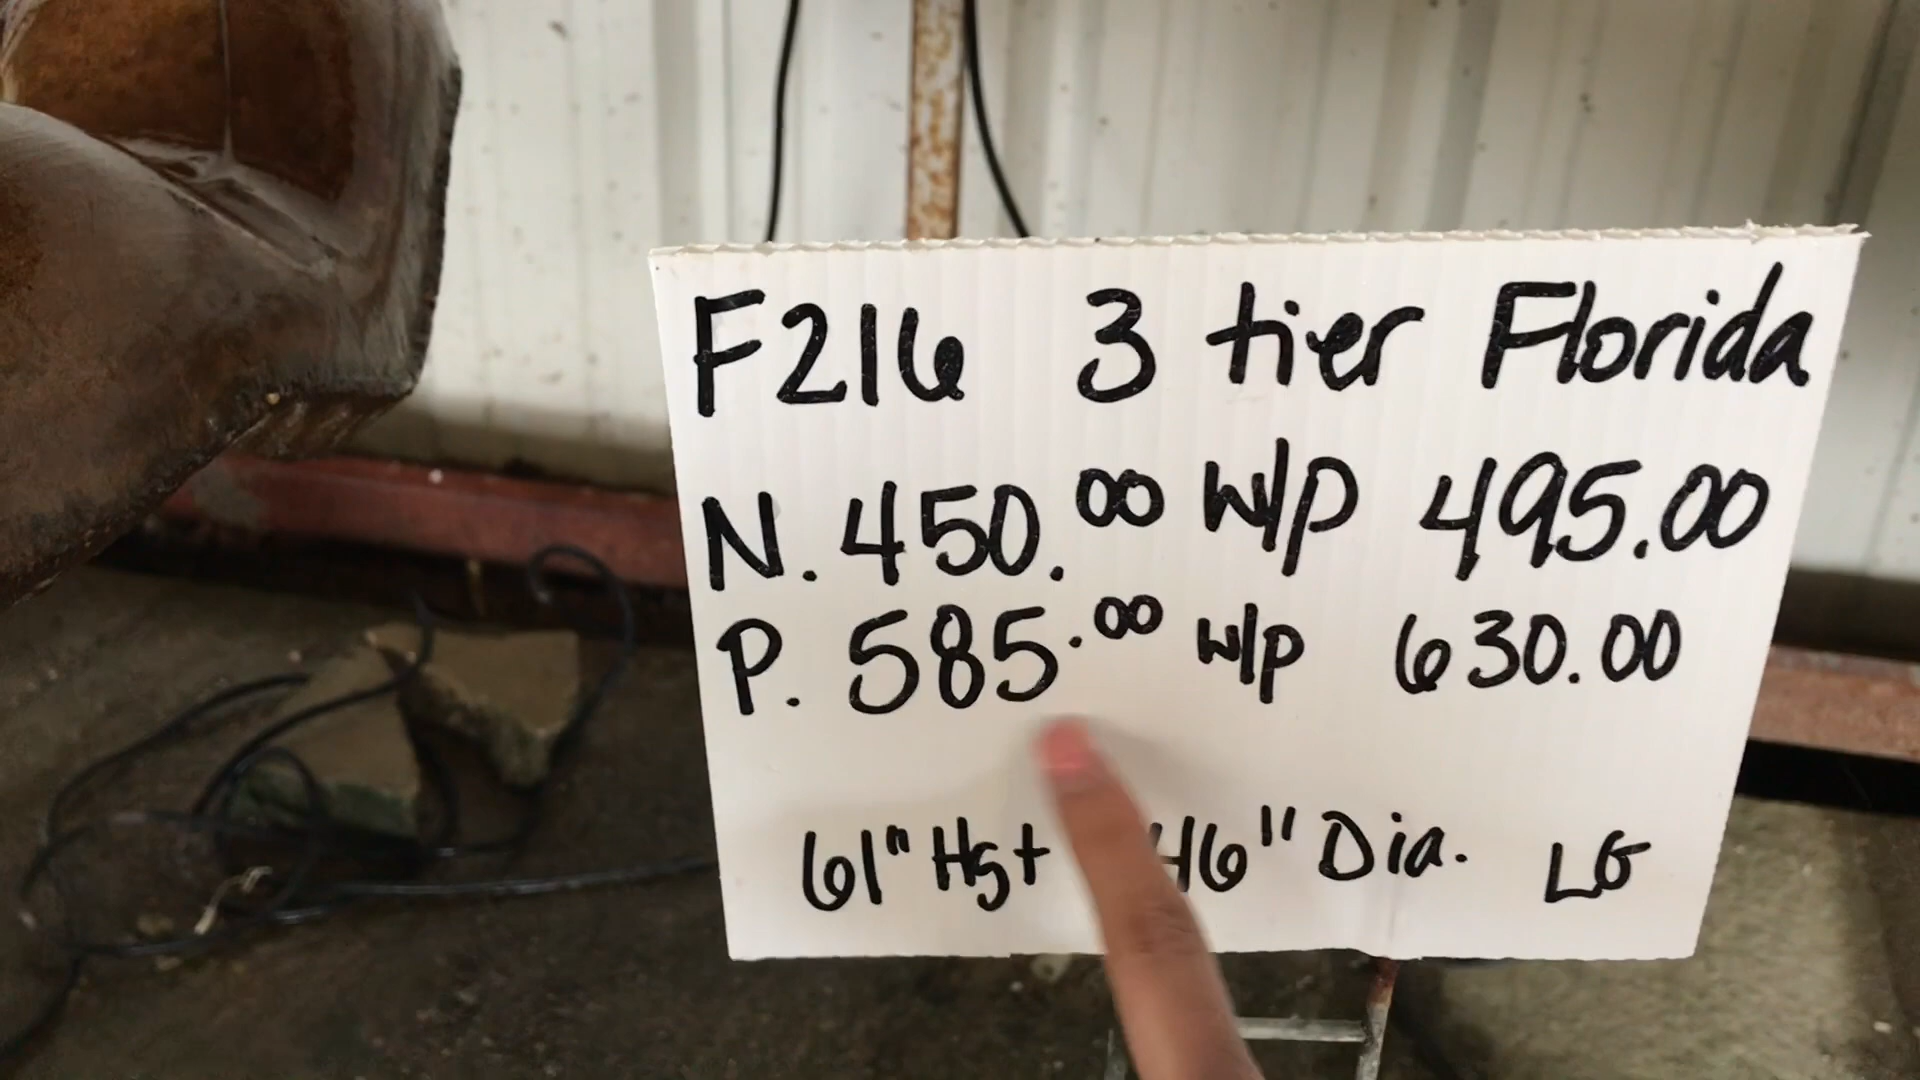 F216 3 tier Florida
N. 450.00 w/p 495.00
P. 585.00 w/p 630.00
61" Hgt 46" Dia. LG